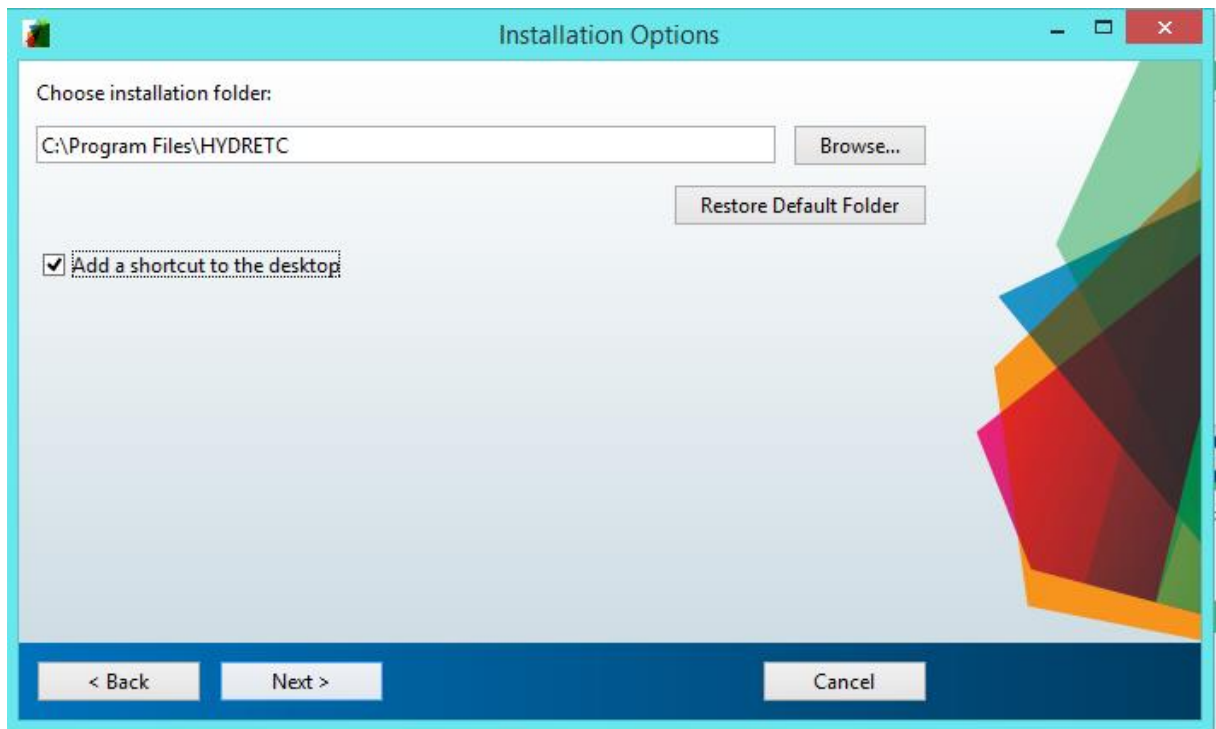 Installation Options
Choose installation folder:
C:\Program Files\HYDRETC
Browse...
Restore Default Folder
Add a shortcut to the desktop
< Back
Next >
Cancel